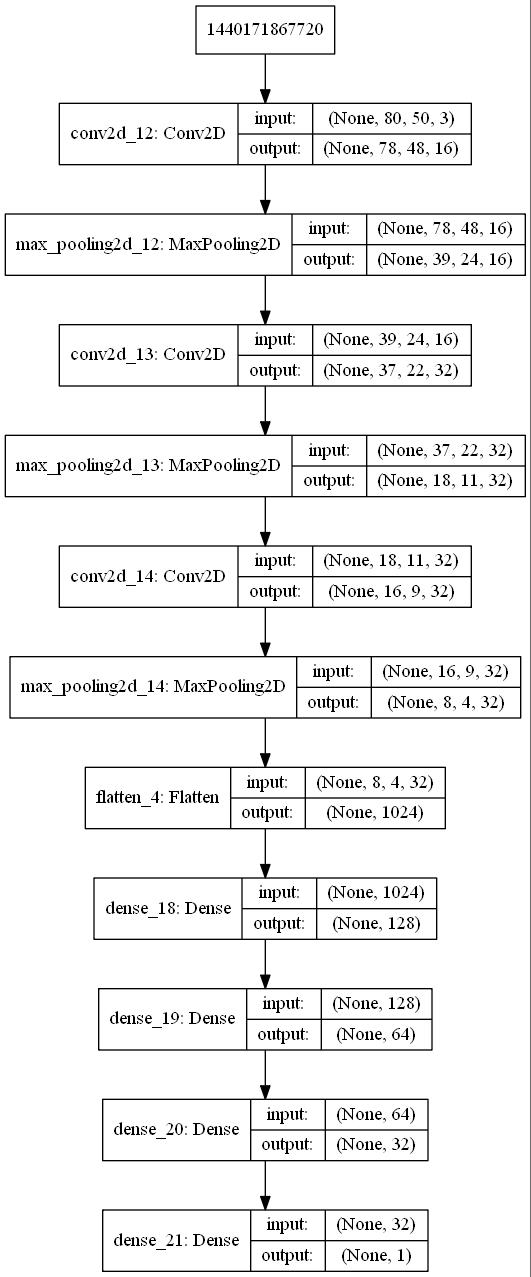 1440171867720
conv2d_12: Conv2D
input: (None, 80, 50, 3)
output: (None, 78, 48, 16)
max_pooling2d_12: MaxPooling2D
input: (None, 78, 48, 16)
output: (None, 39, 24, 16)
conv2d_13: Conv2D
input: (None, 39, 24, 16)
output: (None, 37, 22, 32)
max_pooling2d_13: MaxPooling2D
input: (None, 37, 22, 32)
output: (None, 18, 11, 32)
conv2d_14: Conv2D
input: (None, 18, 11, 32)
output: (None, 16, 9, 32)
max_pooling2d_14: MaxPooling2D
input: (None, 16, 9, 32)
output: (None, 8, 4, 32)
flatten_4: Flatten
input: (None, 8, 4, 32)
output: (None, 1024)
dense_18: Dense
input: (None, 1024)
output: (None, 128)
dense_19: Dense
input: (None, 128)
output: (None, 64)
dense_20: Dense
input: (None, 64)
output: (None, 32)
dense_21: Dense
input: (None, 32)
output: (None, 1)